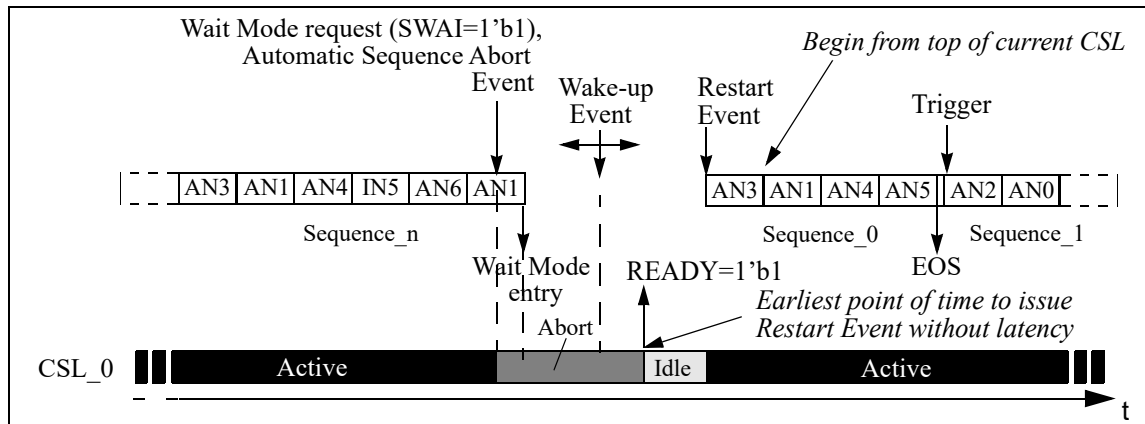 Wait Mode request (SWAI=1’b1),
Automatic Sequence Abort
Event
Wake-up
Event
Restart
Event
Begin from top of current CSL
Trigger
AN3 AN1 AN4 IN5 AN6 AN1
AN3 AN1 AN4 AN5 AN2 AN0
Sequence_n
Sequence_0
Sequence_1
Wait Mode
entry
READY=1’b1
EOS
Earliest point of time to issue
Restart Event without latency
Abort
CSL_0
Active
Idle
Active
t